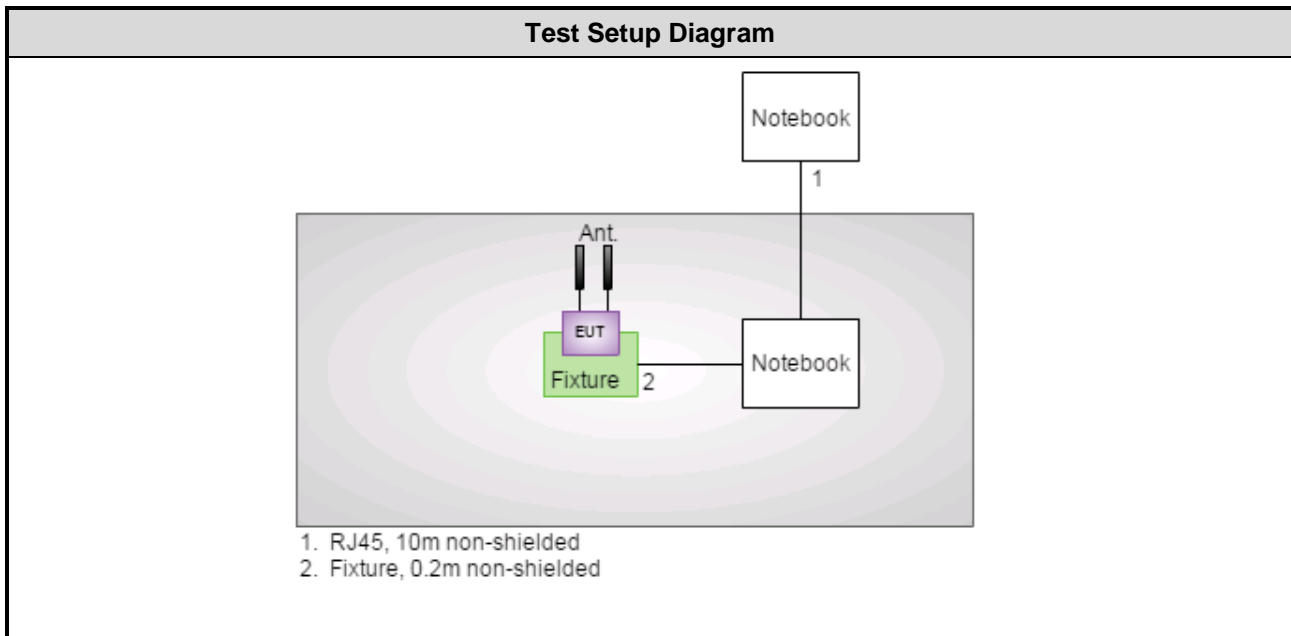 Test Setup Diagram
Notebook
1
Ant.
EUT
Fixture
2
Notebook
1. RJ45, 10m non-shielded
2. Fixture, 0.2m non-shielded